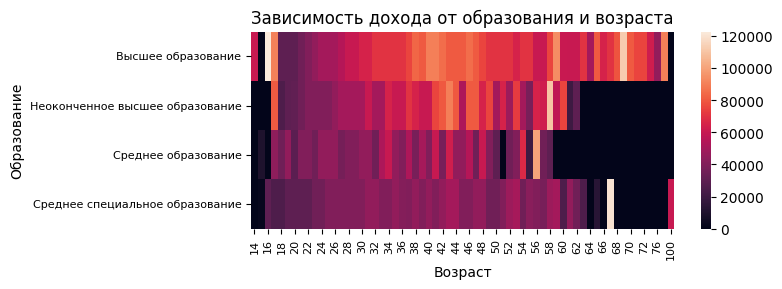 Зависимость дохода от образования и возраста
Образование
Высшее образование
Неоконченное высшее образование
Среднее образование
Среднее специальное образование
14 16 18 20 22 24 26 28 30 32 34 36 38 40 42 44 46 48 50 52 54 56 58 60 62 64 66 68 70 72 76 100
Возраст
120000
100000
80000
60000
40000
20000
0